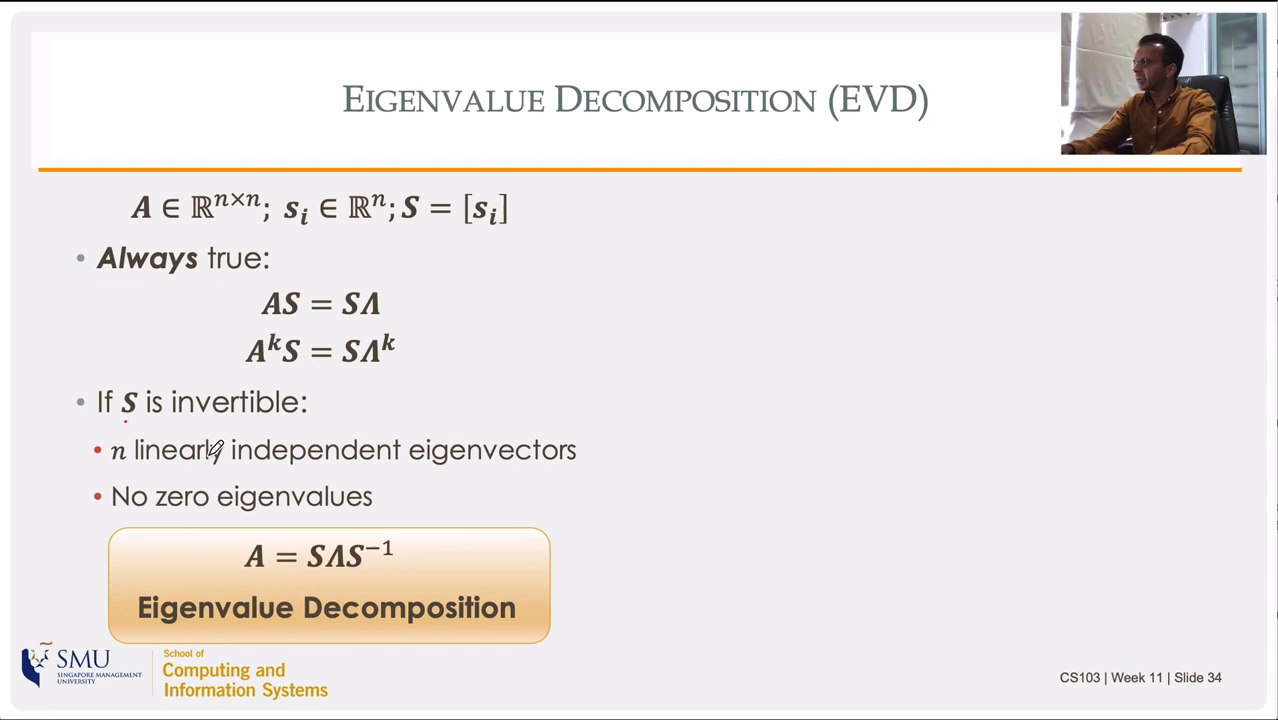 EIGENVALUE DECOMPOSITION (EVD)
A ∈ ℝⁿˣⁿ; sᵢ ∈ ℝⁿ; S = [sᵢ]
• Always true:
AS = SΛ
AᵏS = SΛᵏ
• If S is invertible:
• n linearly independent eigenvectors
• No zero eigenvalues
A = SΛS⁻¹
Eigenvalue Decomposition
SMU
SINGAPORE MANAGEMENT
UNIVERSITY
School of
Computing and
Information Systems
CS103 | Week 11 | Slide 34